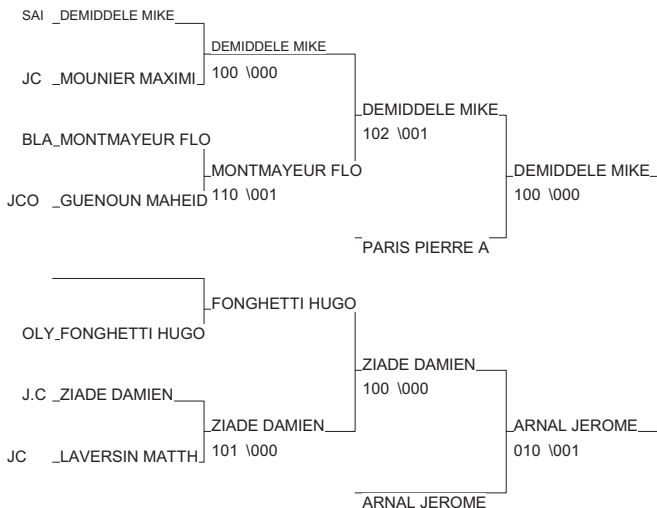 SAI DEMIDDELE MIKE
DEMIDDELE MIKE
JC MOUNIER MAXIMI
100 \000
DEMIDDELE MIKE
102 \001
BLA MONTMAYEUR FLO
MONTMAYEUR FLO
DEMIDDELE MIKE
JCO GUENOUN MAHEID
110 \001
100 \000
PARIS PIERRE A
FONGHETTI HUGO
OLY FONGHETTI HUGO
ZIADE DAMIEN
J.C ZIADE DAMIEN
100 \000
ZIADE DAMIEN
ARNAL JEROME
JC LAVERSIN MATTH
101 \000
010 \001
ARNAL JEROME